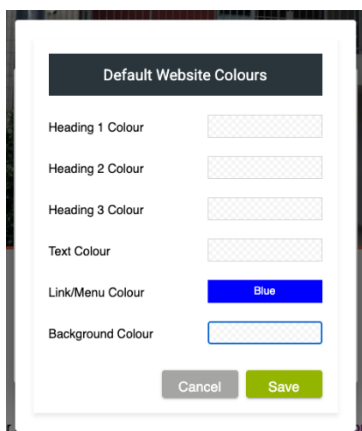 Default Website Colours
Heading 1 Colour
Heading 2 Colour
Heading 3 Colour
Text Colour
Link/Menu Colour Blue
Background Colour
Cancel Save